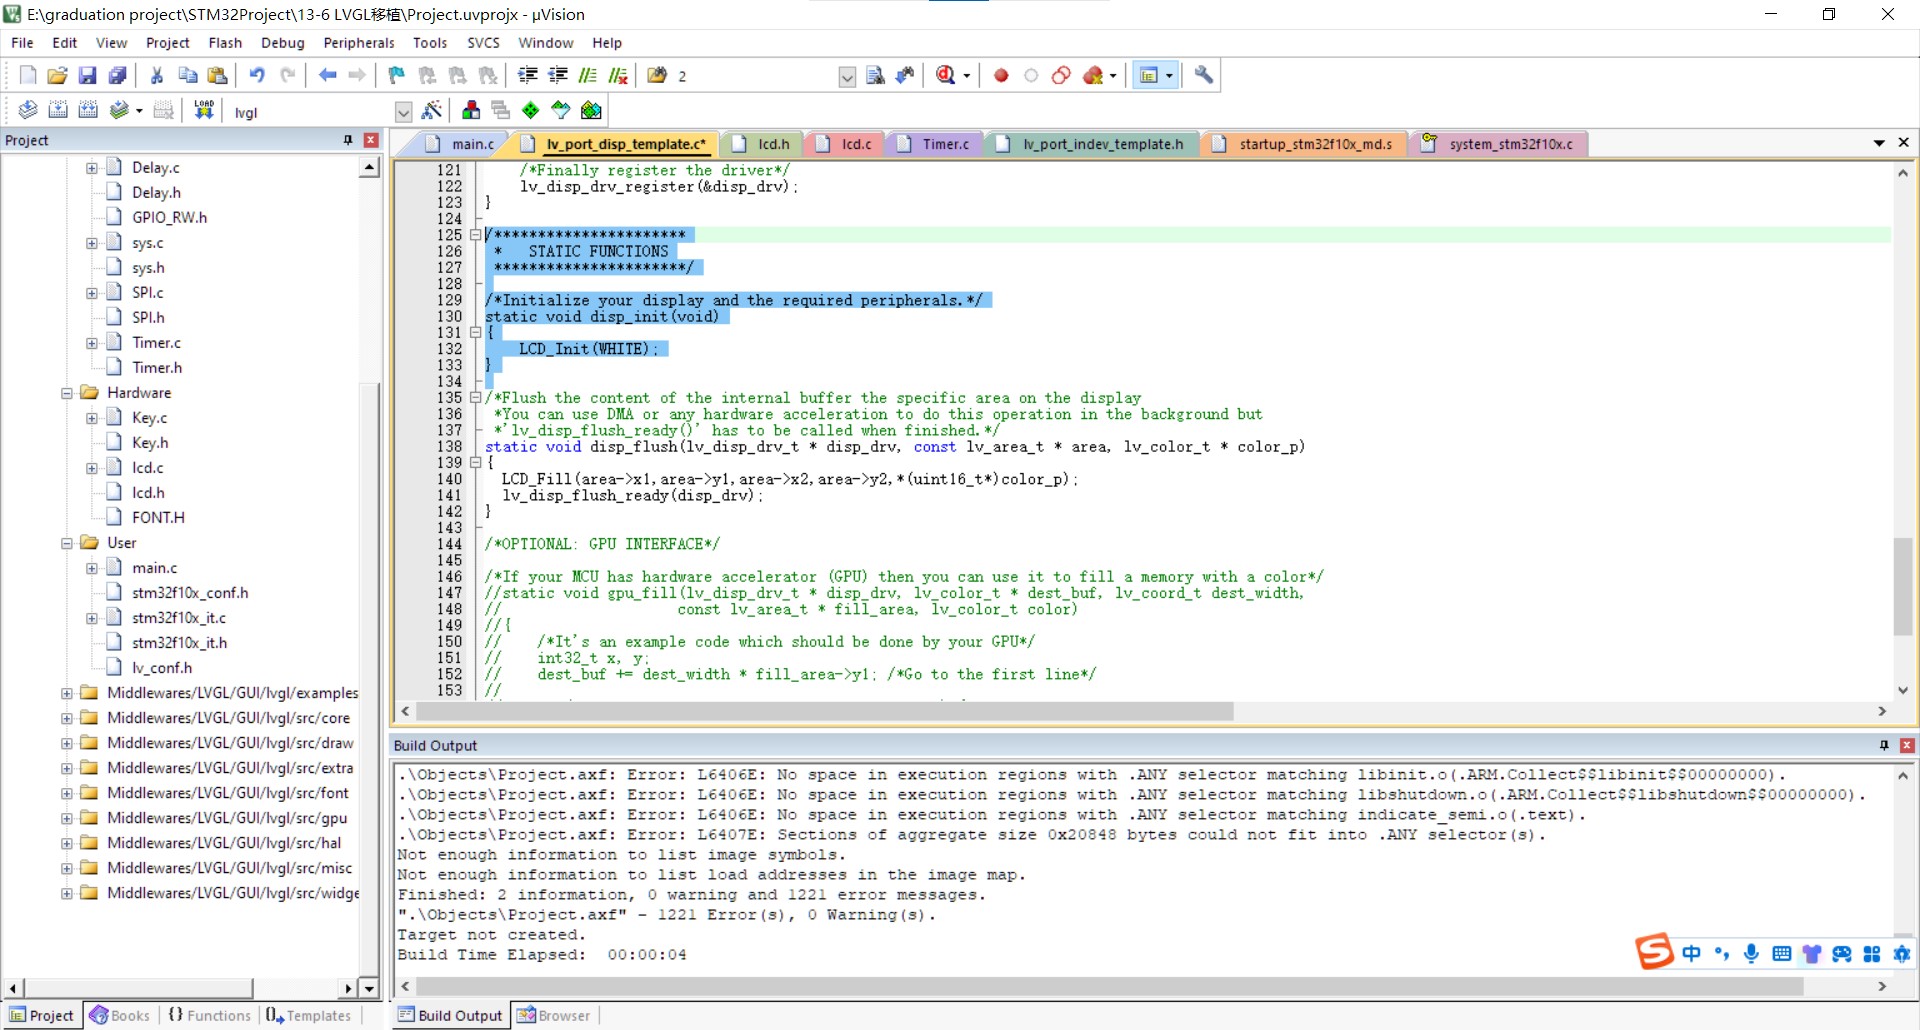 E:\graduation project\STM32Project\13-6 LVGL移植\Project.uvprojx - µVision
File Edit View Project Flash Debug Peripherals Tools SVCS Window Help
2
LOAD lvgl
Project
Delay.c
Delay.h
GPIO_RW.h
sys.c
sys.h
SPI.c
SPI.h
Timer.c
Timer.h
Hardware
Key.c
Key.h
lcd.c
lcd.h
FONT.H
User
main.c
stm32f10x_conf.h
stm32f10x_it.c
stm32f10x_it.h
lv_conf.h
Middlewares/LVGL/GUI/lvgl/examples
Middlewares/LVGL/GUI/lvgl/src/core
Middlewares/LVGL/GUI/lvgl/src/draw
Middlewares/LVGL/GUI/lvgl/src/extra
Middlewares/LVGL/GUI/lvgl/src/font
Middlewares/LVGL/GUI/lvgl/src/gpu
Middlewares/LVGL/GUI/lvgl/src/hal
Middlewares/LVGL/GUI/lvgl/src/misc
Middlewares/LVGL/GUI/lvgl/src/widge
Project Books {} Functions Templates
main.c lv_port_disp_template.c* lcd.h lcd.c Timer.c lv_port_indev_template.h startup_stm32f10x_md.s system_stm32f10x.c
121 /*Finally register the driver*/
122 lv_disp_drv_register(&disp_drv);
123 }
124
125 /**********************
126 * STATIC FUNCTIONS
127 **********************/
128
129 /*Initialize your display and the required peripherals.*/
130 static void disp_init(void)
131 {
132 LCD_Init(WHITE);
133 }
134
135 /*Flush the content of the internal buffer the specific area on the display
136 *You can use DMA or any hardware acceleration to do this operation in the background but
137 *'lv_disp_flush_ready()' has to be called when finished.*/
138 static void disp_flush(lv_disp_drv_t * disp_drv, const lv_area_t * area, lv_color_t * color_p)
139 {
140 LCD_Fill(area->x1,area->y1,area->x2,area->y2,*(uint16_t*)color_p);
141 lv_disp_flush_ready(disp_drv);
142 }
143
144 /*OPTIONAL: GPU INTERFACE*/
145
146 /*If your MCU has hardware accelerator (GPU) then you can use it to fill a memory with a color*/
147 //static void gpu_fill(lv_disp_drv_t * disp_drv, lv_color_t * dest_buf, lv_coord_t dest_width,
148 // const lv_area_t * fill_area, lv_color_t color)
149 //{
150 // /*It's an example code which should be done by your GPU*/
151 // int32_t x, y;
152 // dest_buf += dest_width * fill_area->y1; /*Go to the first line*/
153 //
Build Output
.\Objects\Project.axf: Error: L6406E: No space in execution regions with .ANY selector matching libinit.o(.ARM.Collect$$libinit$$00000000).
.\Objects\Project.axf: Error: L6406E: No space in execution regions with .ANY selector matching libshutdown.o(.ARM.Collect$$libshutdown$$00000000).
.\Objects\Project.axf: Error: L6406E: No space in execution regions with .ANY selector matching indicate_semi.o(.text).
.\Objects\Project.axf: Error: L6407E: Sections of aggregate size 0x20848 bytes could not fit into .ANY selector(s).
Not enough information to list image symbols.
Not enough information to list load addresses in the image map.
Finished: 2 information, 0 warning and 1221 error messages.
".\Objects\Project.axf" - 1221 Error(s), 0 Warning(s).
Target not created.
Build Time Elapsed: 00:00:04
S 中
Build Output Browser